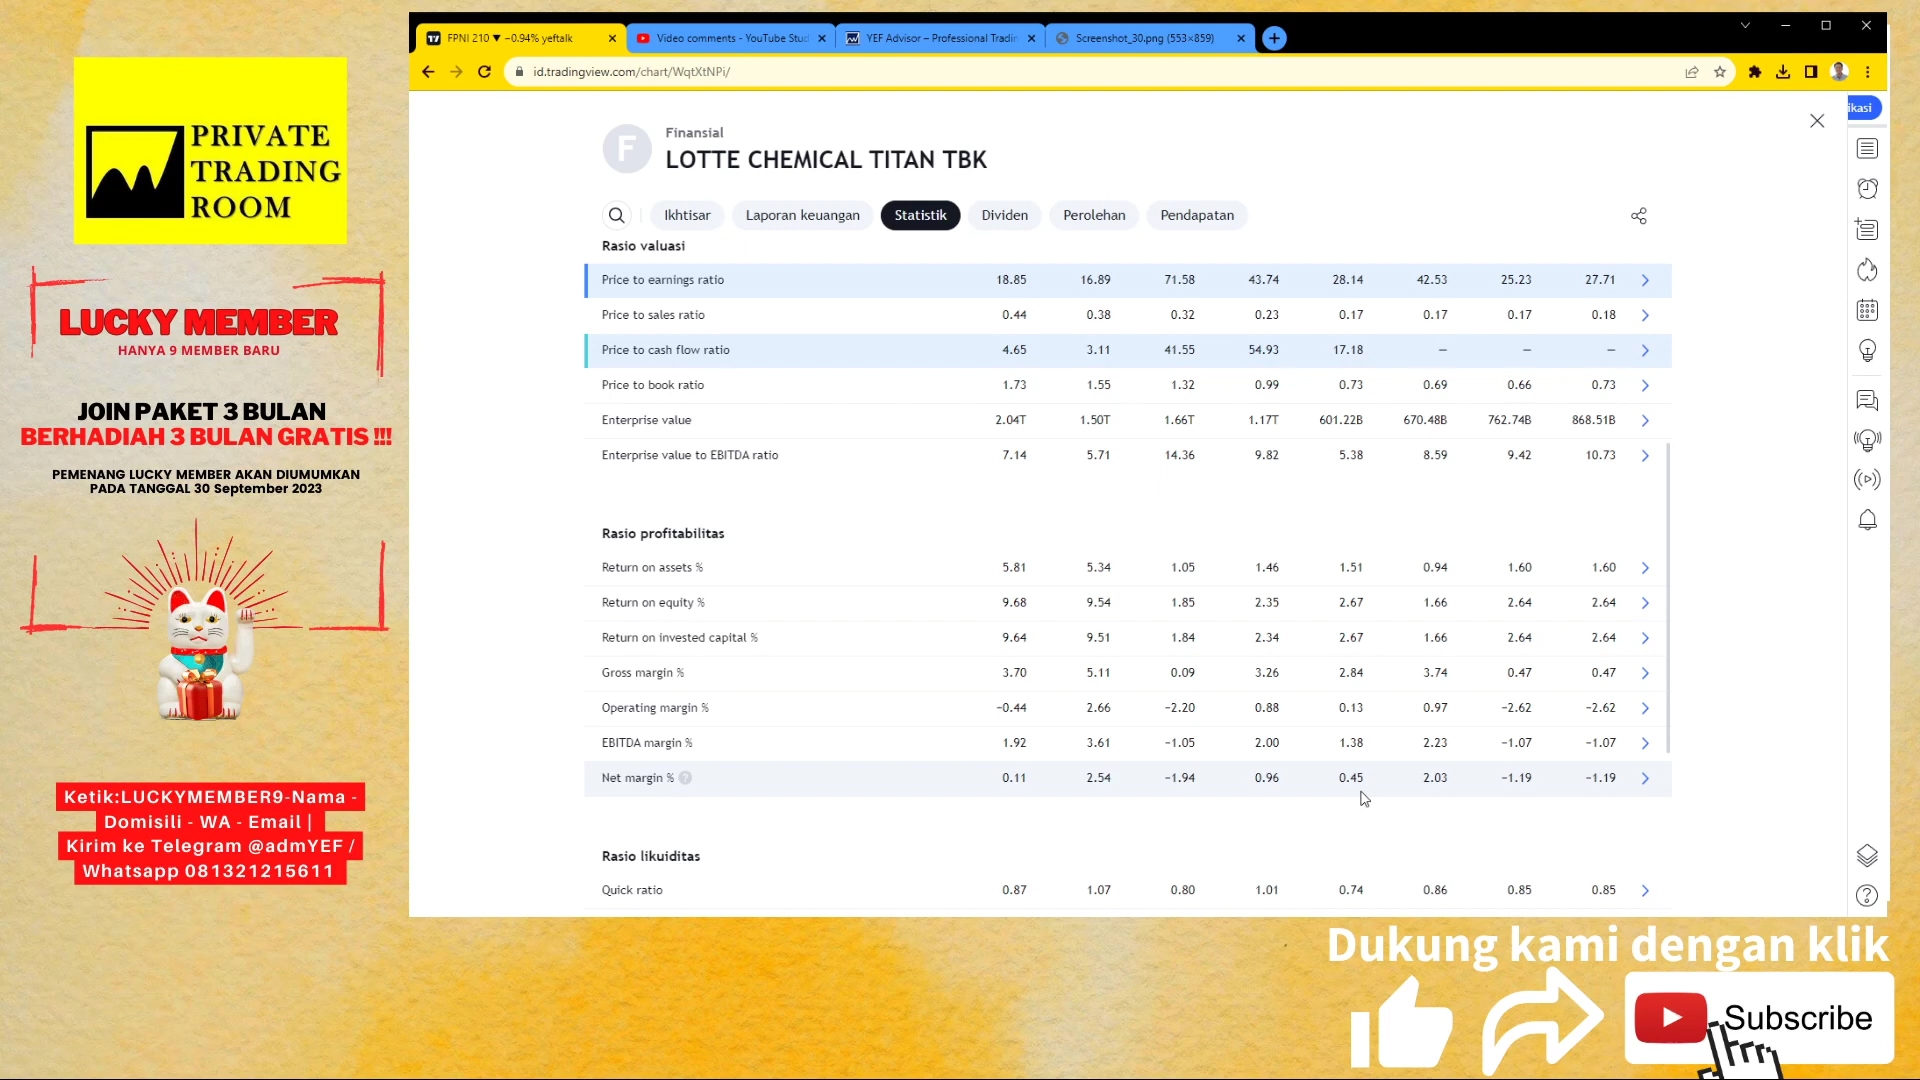 FPNI 210 ▼ −0.94% yeftalk
Video comments - YouTube Stud
YEF Advisor – Professional Tradin
Screenshot_30.png (553×859)
id.tradingview.com/chart/WqtXtNPi/
PRIVATE
TRADING
ROOM
LUCKY MEMBER
HANYA 9 MEMBER BARU
JOIN PAKET 3 BULAN
BERHADIAH 3 BULAN GRATIS !!!
PEMENANG LUCKY MEMBER AKAN DIUMUMKAN
PADA TANGGAL 30 September 2023
Ketik:LUCKYMEMBER9-Nama -
Domisili - WA - Email |
Kirim ke Telegram @admYEF /
Whatsapp 081321215611
ikasi
F
Finansial
LOTTE CHEMICAL TITAN TBK
Ikhtisar Laporan keuangan Statistik Dividen Perolehan Pendapatan
Rasio valuasi
Price to earnings ratio 18.85 16.89 71.58 43.74 28.14 42.53 25.23 27.71
Price to sales ratio 0.44 0.38 0.32 0.23 0.17 0.17 0.17 0.18
Price to cash flow ratio 4.65 3.11 41.55 54.93 17.18 — — —
Price to book ratio 1.73 1.55 1.32 0.99 0.73 0.69 0.66 0.73
Enterprise value 2.04T 1.50T 1.66T 1.17T 601.22B 670.48B 762.74B 868.51B
Enterprise value to EBITDA ratio 7.14 5.71 14.36 9.82 5.38 8.59 9.42 10.73
Rasio profitabilitas
Return on assets % 5.81 5.34 1.05 1.46 1.51 0.94 1.60 1.60
Return on equity % 9.68 9.54 1.85 2.35 2.67 1.66 2.64 2.64
Return on invested capital % 9.64 9.51 1.84 2.34 2.67 1.66 2.64 2.64
Gross margin % 3.70 5.11 0.09 3.26 2.84 3.74 0.47 0.47
Operating margin % −0.44 2.66 −2.20 0.88 0.13 0.97 −2.62 −2.62
EBITDA margin % 1.92 3.61 −1.05 2.00 1.38 2.23 −1.07 −1.07
Net margin % 0.11 2.54 −1.94 0.96 0.45 2.03 −1.19 −1.19
Rasio likuiditas
Quick ratio 0.87 1.07 0.80 1.01 0.74 0.86 0.85 0.85
Dukung kami dengan klik
Subscribe